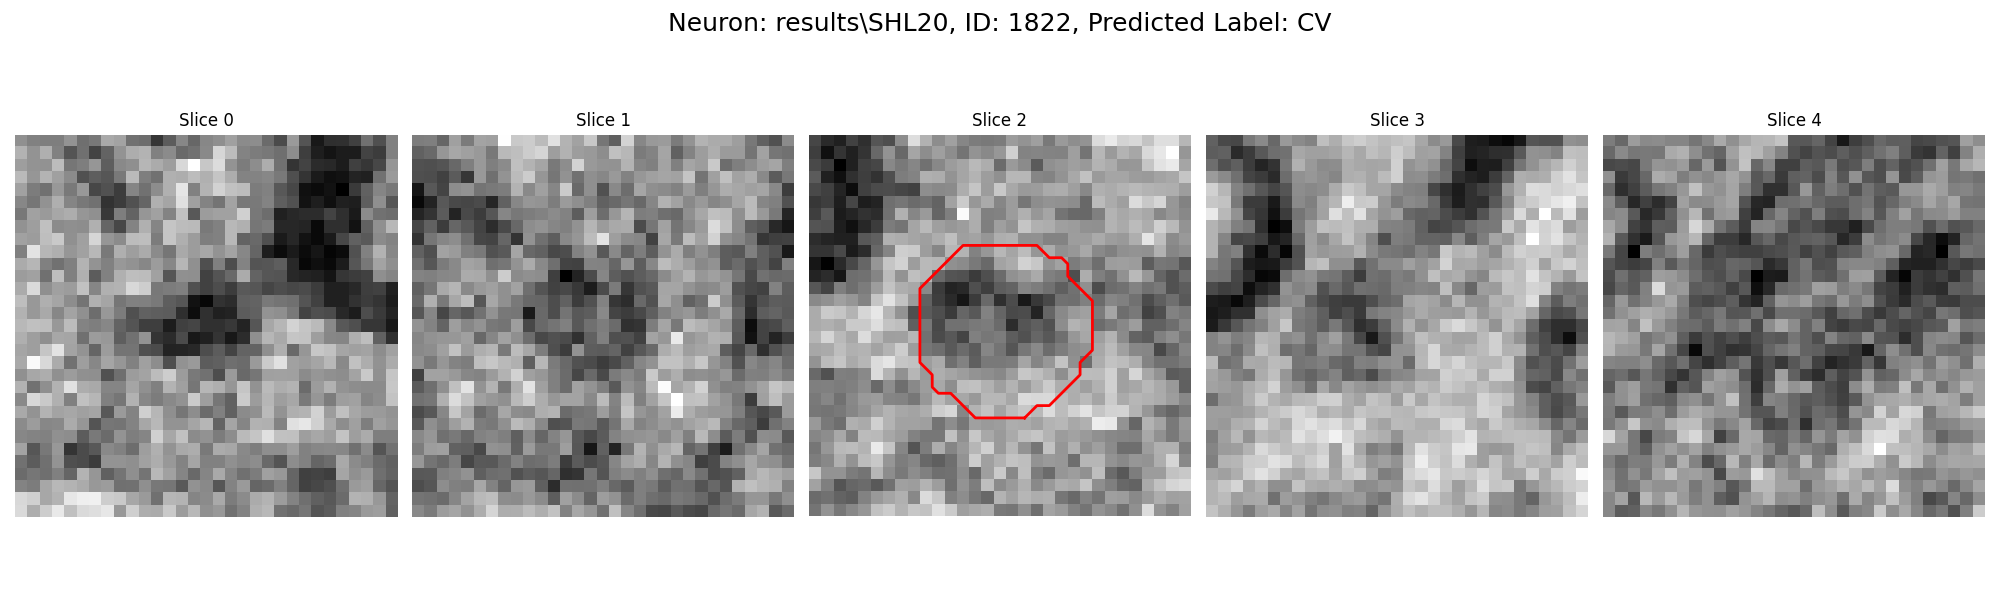 Neuron: results\SHL20, ID: 1822, Predicted Label: CV
Slice 0
Slice 1
Slice 2
Slice 3
Slice 4